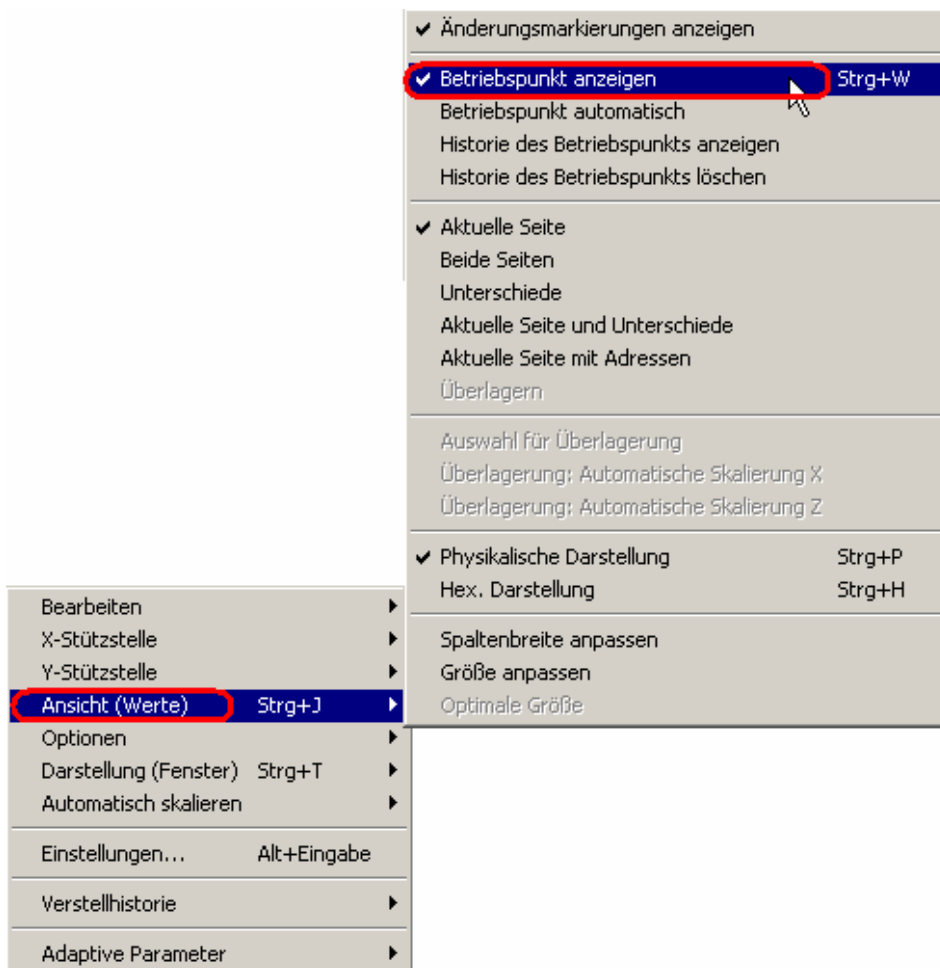 Änderungsmarkierungen anzeigen
Betriebspunkt anzeigen Strg+W
Betriebspunkt automatisch
Historie des Betriebspunkts anzeigen
Historie des Betriebspunkts löschen
Aktuelle Seite
Beide Seiten
Unterschiede
Aktuelle Seite und Unterschiede
Aktuelle Seite mit Adressen
Überlagern
Auswahl für Überlagerung
Überlagerung: Automatische Skalierung X
Überlagerung: Automatische Skalierung Z
Physikalische Darstellung Strg+P
Hex. Darstellung Strg+H
Spaltenbreite anpassen
Größe anpassen
Optimale Größe
Bearbeiten
X-Stützstelle
Y-Stützstelle
Ansicht (Werte) Strg+J
Optionen
Darstellung (Fenster) Strg+T
Automatisch skalieren
Einstellungen... Alt+Eingabe
Verstellhistorie
Adaptive Parameter